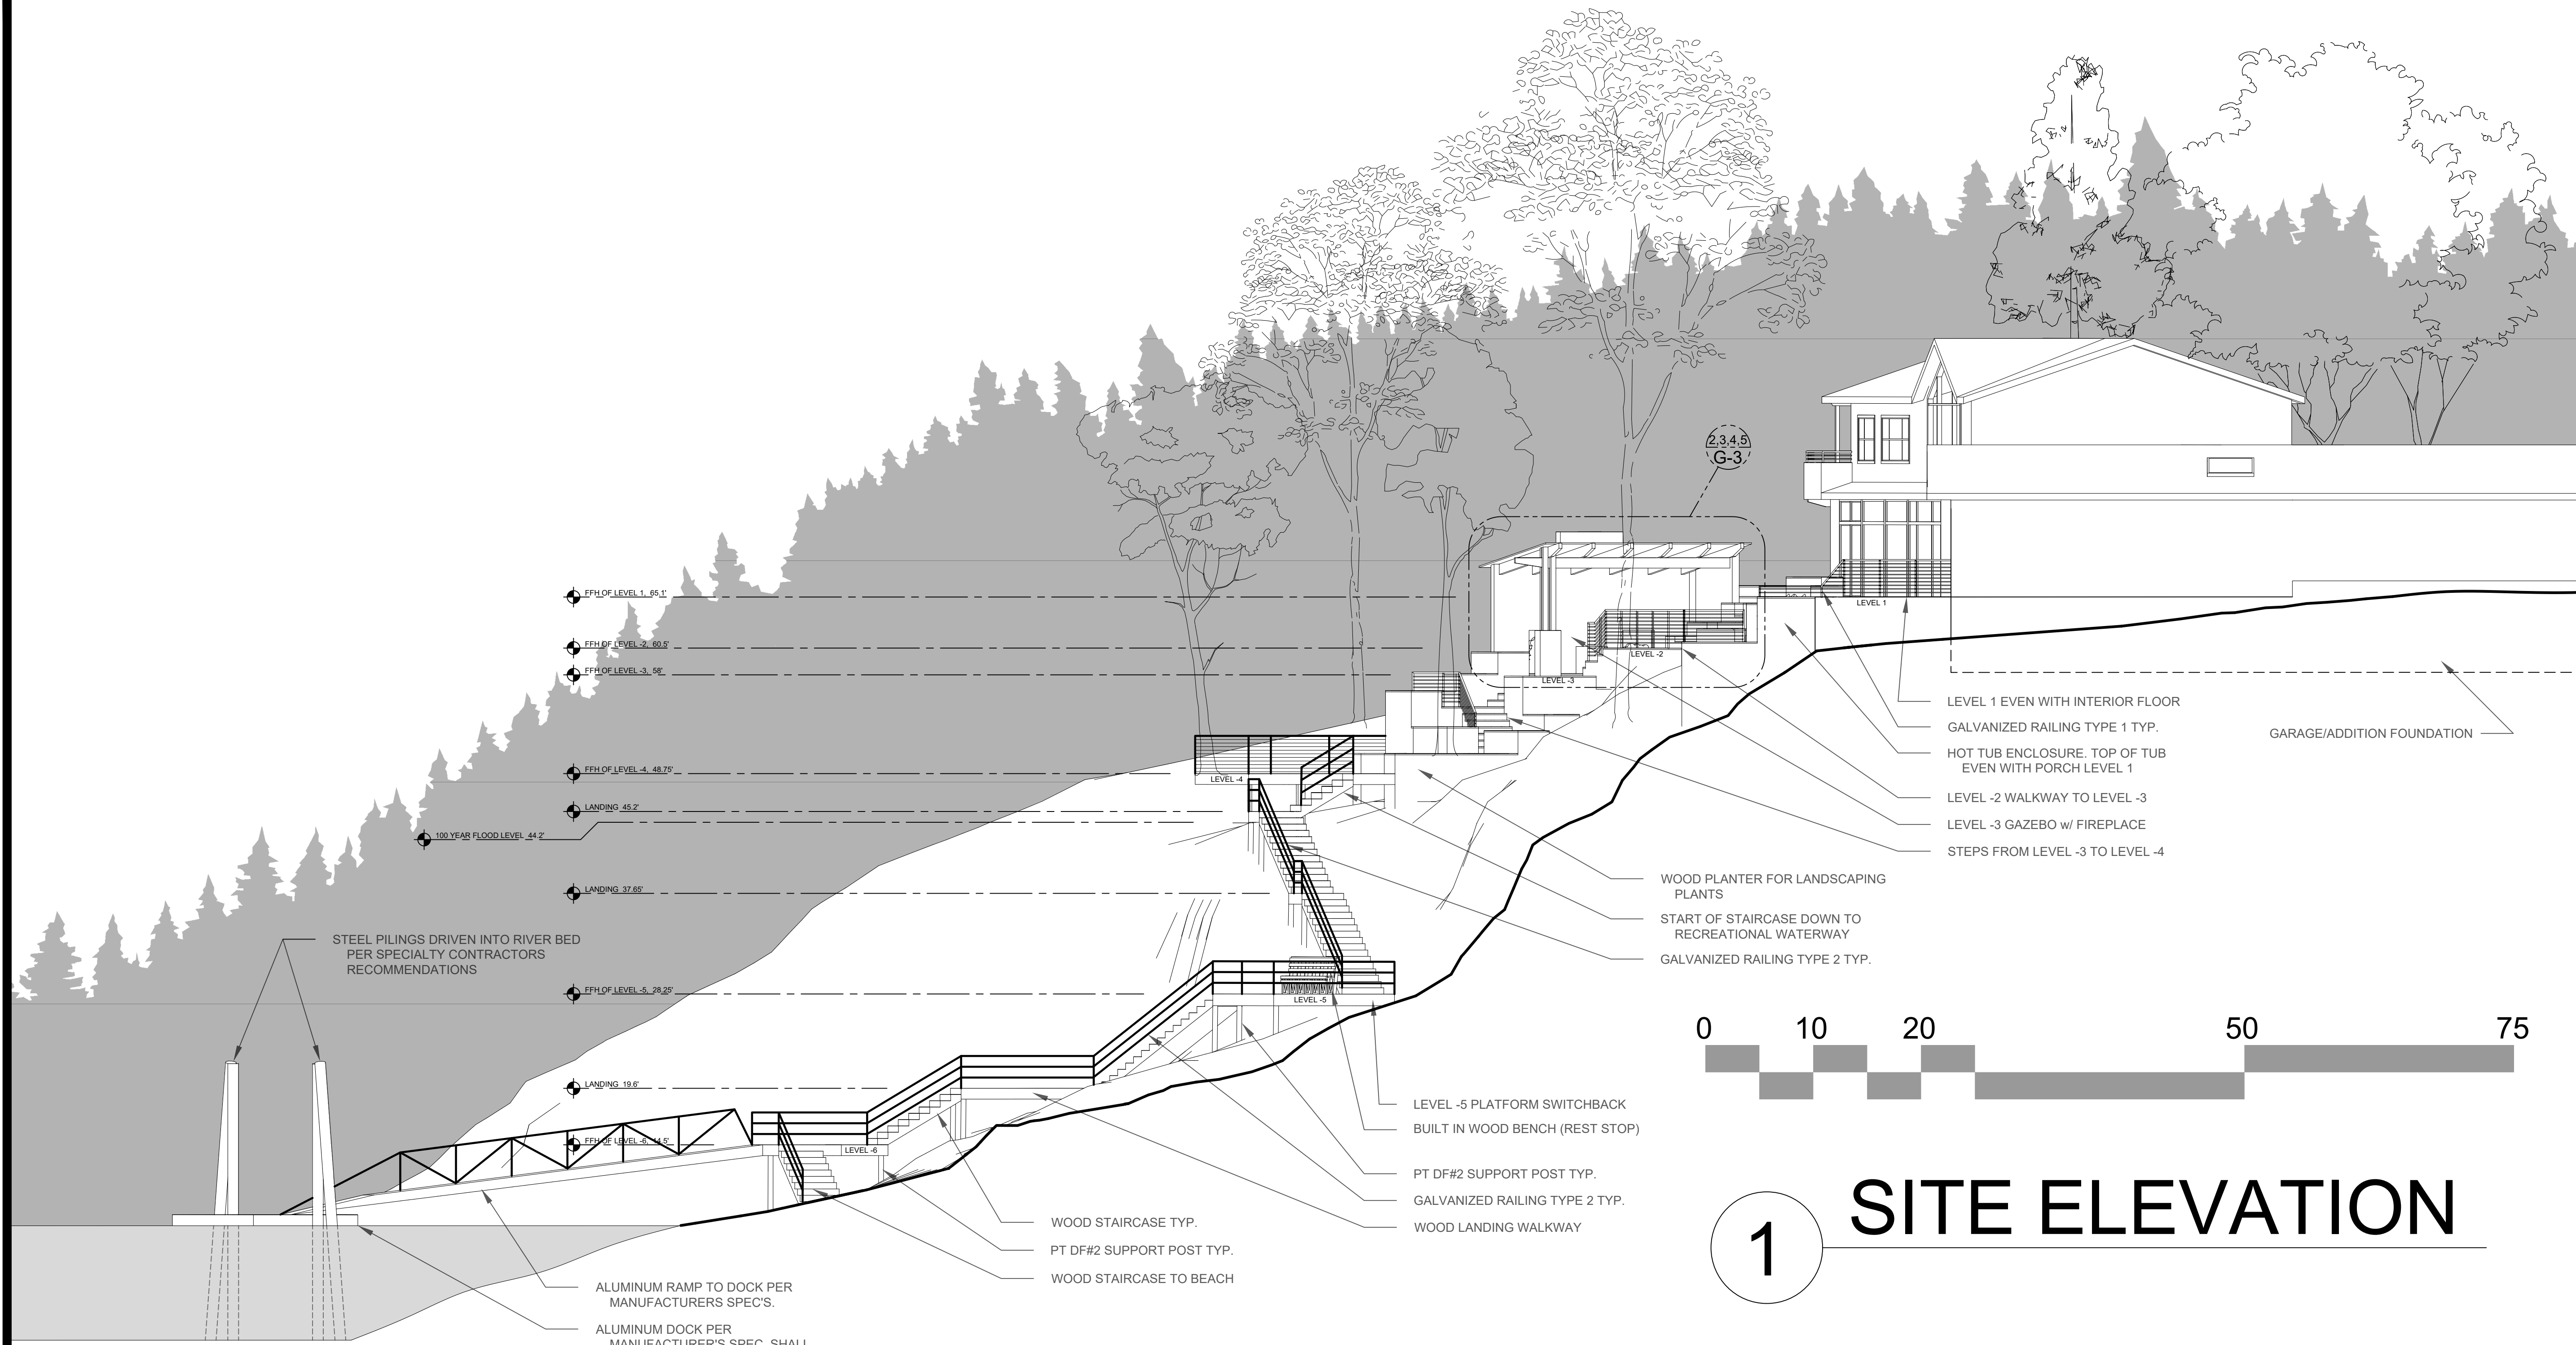 2,3,4,5
G-3
FFH OF LEVEL 1, 65.1'
FFH OF LEVEL -2, 60.5'
FFH OF LEVEL -3, 58'
FFH OF LEVEL -4, 48.75'
LANDING 45.2'
100 YEAR FLOOD LEVEL 44.2'
LANDING 37.65'
FFH OF LEVEL -5, 28.25'
LANDING 19.6'
FFH OF LEVEL -6, 14.5'
LEVEL 1
LEVEL -2
LEVEL -3
LEVEL -4
LEVEL -5
LEVEL -6
LEVEL 1 EVEN WITH INTERIOR FLOOR
GALVANIZED RAILING TYPE 1 TYP.
HOT TUB ENCLOSURE. TOP OF TUB
EVEN WITH PORCH LEVEL 1
LEVEL -2 WALKWAY TO LEVEL -3
LEVEL -3 GAZEBO w/ FIREPLACE
STEPS FROM LEVEL -3 TO LEVEL -4
GARAGE/ADDITION FOUNDATION
WOOD PLANTER FOR LANDSCAPING
PLANTS
START OF STAIRCASE DOWN TO
RECREATIONAL WATERWAY
GALVANIZED RAILING TYPE 2 TYP.
STEEL PILINGS DRIVEN INTO RIVER BED
PER SPECIALTY CONTRACTORS
RECOMMENDATIONS
0 10 20 50 75
LEVEL -5 PLATFORM SWITCHBACK
BUILT IN WOOD BENCH (REST STOP)
PT DF#2 SUPPORT POST TYP.
GALVANIZED RAILING TYPE 2 TYP.
WOOD LANDING WALKWAY
WOOD STAIRCASE TYP.
PT DF#2 SUPPORT POST TYP.
WOOD STAIRCASE TO BEACH
ALUMINUM RAMP TO DOCK PER
MANUFACTURERS SPEC'S.
ALUMINUM DOCK PER
MANUFACTURER'S SPEC. SHALL
1 SITE ELEVATION